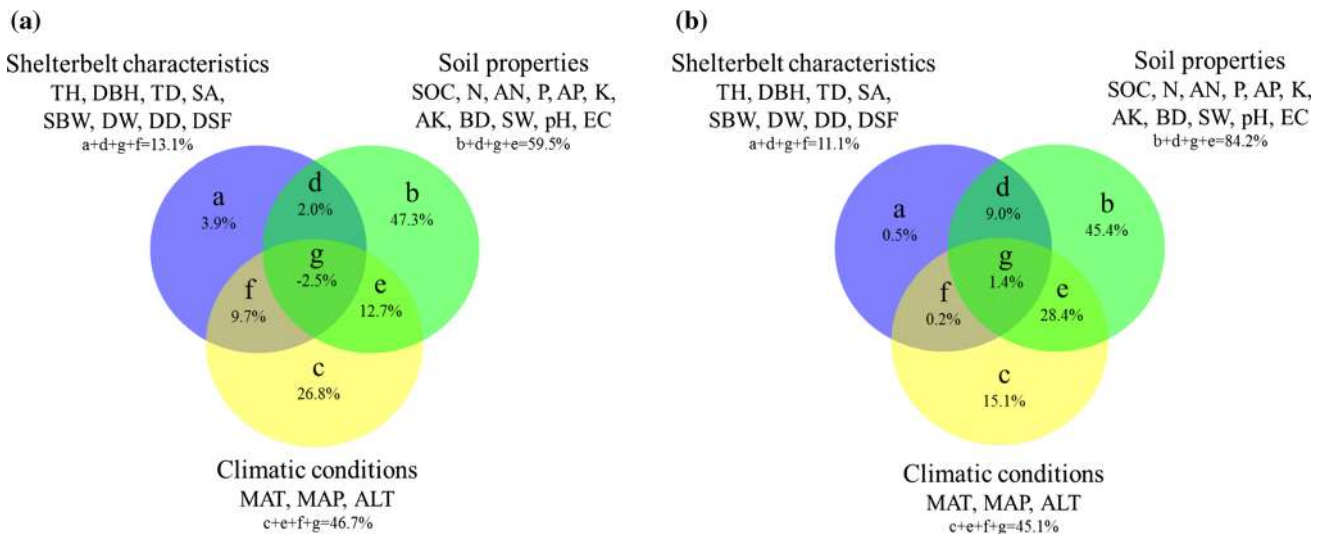 (a)
Shelterbelt characteristics
TH, DBH, TD, SA,
SBW, DW, DD, DSF
a+d+g+f=13.1%
Soil properties
SOC, N, AN, P, AP, K,
AK, BD, SW, pH, EC
b+d+g+e=59.5%
a
3.9%
d
2.0%
b
47.3%
g
-2.5%
f
9.7%
e
12.7%
c
26.8%
Climatic conditions
MAT, MAP, ALT
c+e+f+g=46.7%
(b)
Shelterbelt characteristics
TH, DBH, TD, SA,
SBW, DW, DD, DSF
a+d+g+f=11.1%
Soil properties
SOC, N, AN, P, AP, K,
AK, BD, SW, pH, EC
b+d+g+e=84.2%
a
0.5%
d
9.0%
b
45.4%
g
1.4%
f
0.2%
e
28.4%
c
15.1%
Climatic conditions
MAT, MAP, ALT
c+e+f+g=45.1%